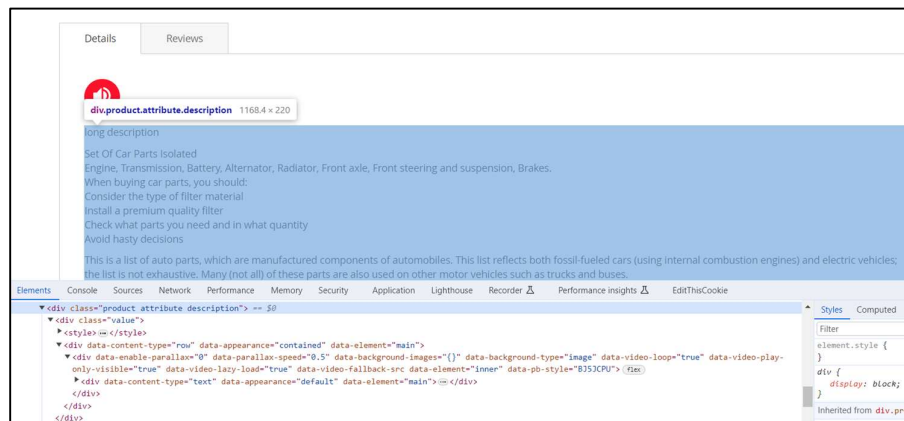 Details Reviews
div.product.attribute.description 1168.4 × 220
long description
Set Of Car Parts Isolated
Engine, Transmission, Battery, Alternator, Radiator, Front axle, Front steering and suspension, Brakes.
When buying car parts, you should:
Consider the type of filter material
Install a premium quality filter
Check what parts you need and in what quantity
Avoid hasty decisions
This is a list of auto parts, which are manufactured components of automobiles. This list reflects both fossil-fueled cars (using internal combustion engines) and electric vehicles;
the list is not exhaustive. Many (not all) of these parts are also used on other motor vehicles such as trucks and buses.
Elements Console Sources Network Performance Memory Security Application Lighthouse Recorder Performance insights EditThisCookie
▼<div class="product attribute description"> == $0
▼<div class="value">
▶<style>…</style>
▼<div data-content-type="row" data-appearance="contained" data-element="main">
▼<div data-enable-parallax="0" data-parallax-speed="0.5" data-background-images="{}" data-background-type="image" data-video-loop="true" data-video-play-
only-visible="true" data-video-lazy-load="true" data-video-fallback-src data-element="inner" data-pb-style="BJ5JCPU"> flex
▶<div data-content-type="text" data-appearance="default" data-element="main">…</div>
</div>
</div>
</div>
Styles Computed
Filter
element.style {
}
div {
display: block;
}
Inherited from div.pr